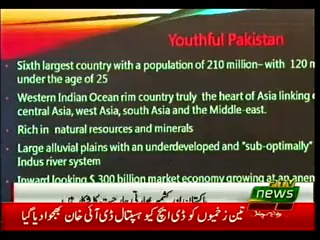 Youthful Pakistan
• Sixth largest country with a population of 210 million– with 120 m
under the age of 25
• Western Indian Ocean rim country truly the heart of Asia linking
central Asia, west Asia, south Asia and the Middle-east.
• Rich in natural resources and minerals
• Large alluvial plains with an underdeveloped and "sub-optimally"
Indus river system
• Inward looking $ 300 billion market economy growing at an anem
PTV
news
تین زخمیوں کو ڈی ایچ کیو ہسپتال ڈی آئی خان بھجوا دیا گیا